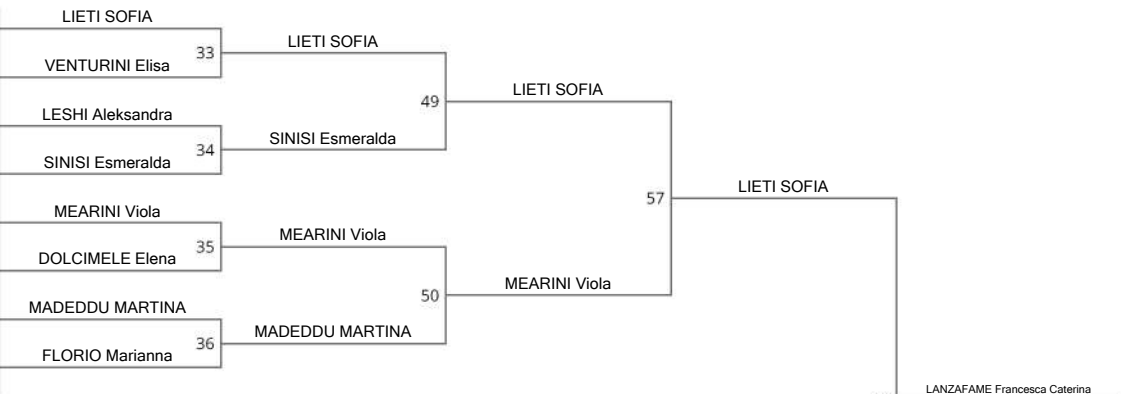 LIETI SOFIA
33
VENTURINI Elisa
LIETI SOFIA
49
LESHI Aleksandra
34
SINISI Esmeralda
SINISI Esmeralda
LIETI SOFIA
57
MEARINI Viola
35
DOLCIMELE Elena
MEARINI Viola
50
MADEDDU MARTINA
36
FLORIO Marianna
MADEDDU MARTINA
MEARINI Viola
LIETI SOFIA
LANZAFAME Francesca Caterina